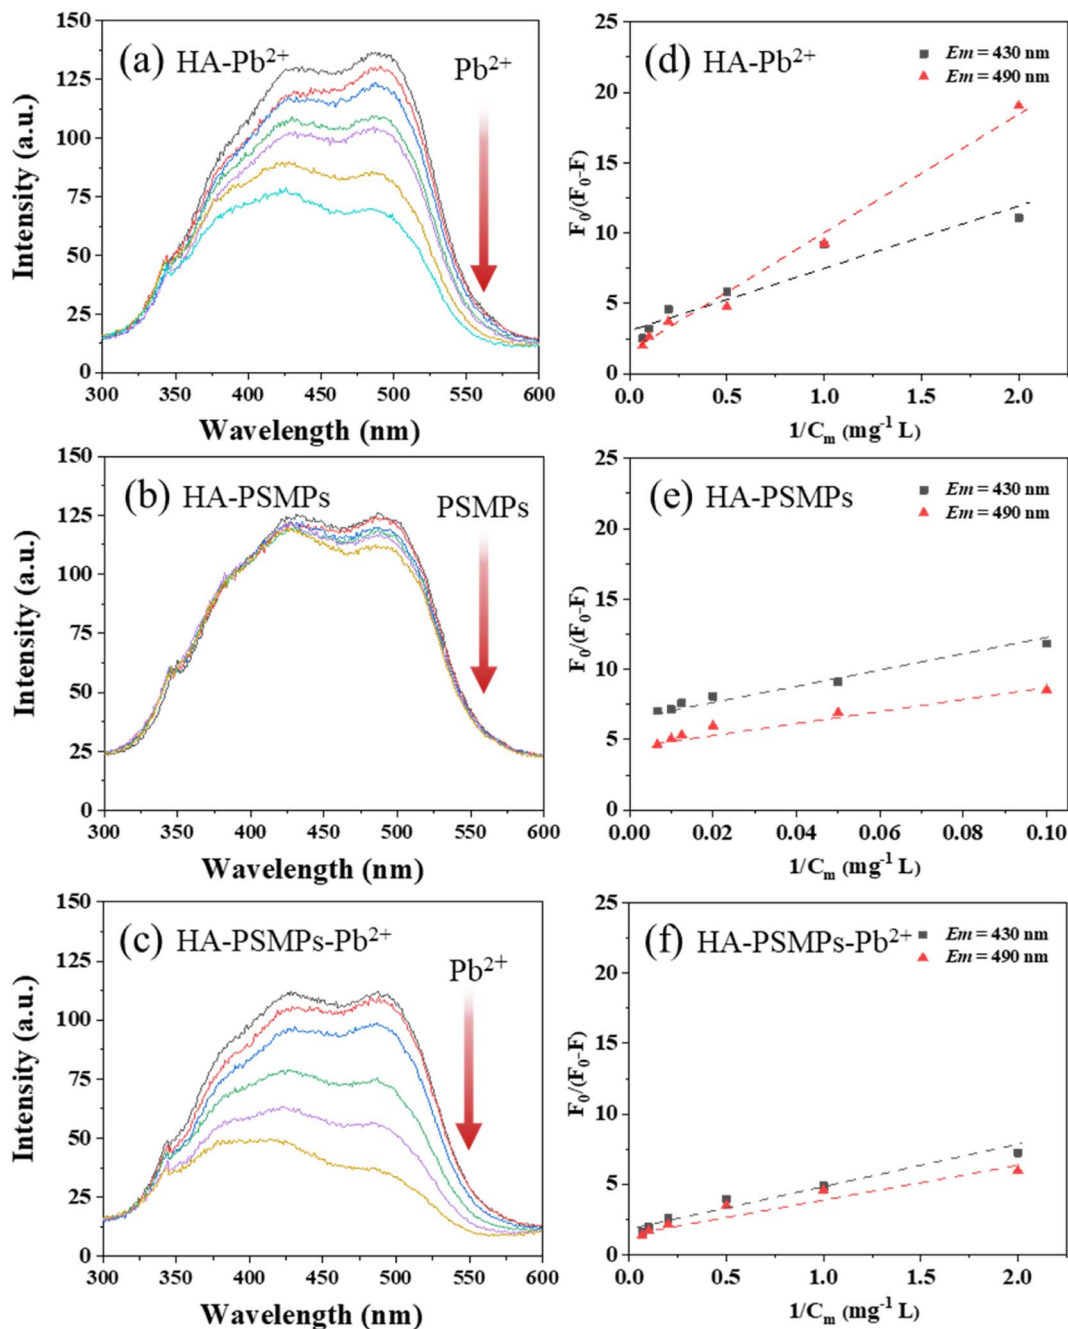 (a) HA-Pb²⁺
Pb²⁺
150
125
100
75
50
25
0
300 350 400 450 500 550 600
Intensity (a.u.)
Wavelength (nm)
(d) HA-Pb²⁺
Em = 430 nm
Em = 490 nm
25
20
15
10
5
0
0.0 0.5 1.0 1.5 2.0
F₀/(F₀-F)
1/Cₘ (mg⁻¹ L)
(b) HA-PSMPs
PSMPs
150
125
100
75
50
25
0
300 350 400 450 500 550 600
Intensity (a.u.)
Wavelength (nm)
(e) HA-PSMPs
Em = 430 nm
Em = 490 nm
25
20
15
10
5
0
0.00 0.02 0.04 0.06 0.08 0.10
F₀/(F₀-F)
1/Cₘ (mg⁻¹ L)
(c) HA-PSMPs-Pb²⁺
Pb²⁺
150
125
100
75
50
25
0
300 350 400 450 500 550 600
Intensity (a.u.)
Wavelength (nm)
(f) HA-PSMPs-Pb²⁺
Em = 430 nm
Em = 490 nm
25
20
15
10
5
0
0.0 0.5 1.0 1.5 2.0
F₀/(F₀-F)
1/Cₘ (mg⁻¹ L)